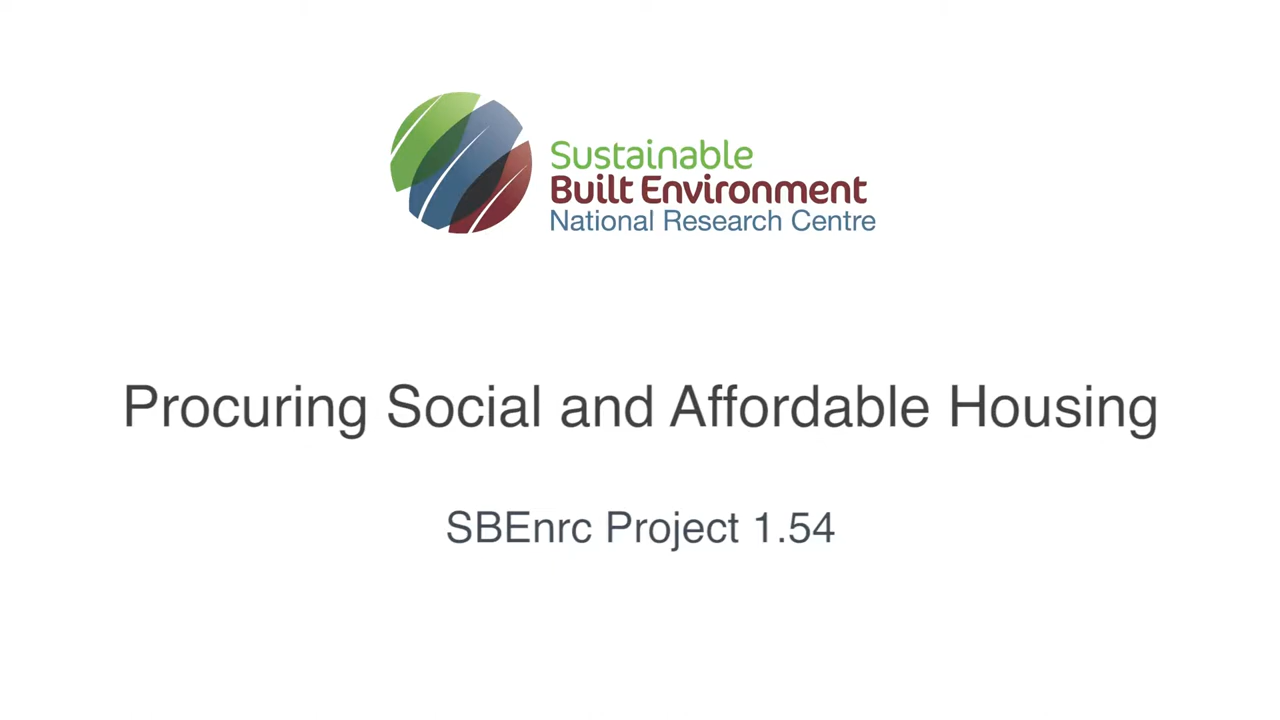 Sustainable
Built Environment
National Research Centre
Procuring Social and Affordable Housing
SBEnrc Project 1.54